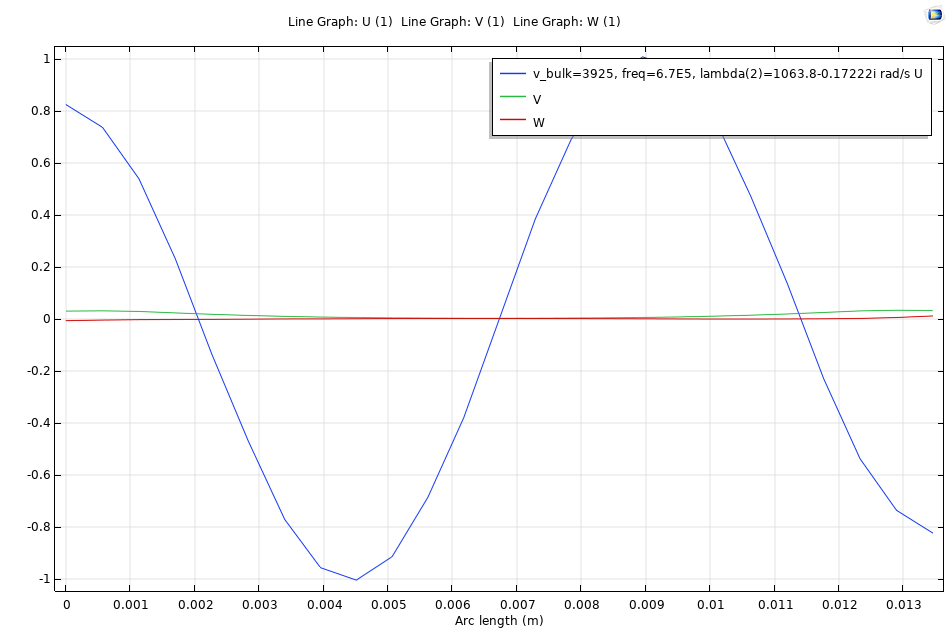 Line Graph: U (1)  Line Graph: V (1)  Line Graph: W (1)
v_bulk=3925, freq=6.7E5, lambda(2)=1063.8-0.17222i rad/s U
V
W
1
0.8
0.6
0.4
0.2
0
-0.2
-0.4
-0.6
-0.8
-1
0 0.001 0.002 0.003 0.004 0.005 0.006 0.007 0.008 0.009 0.01 0.011 0.012 0.013
Arc length (m)